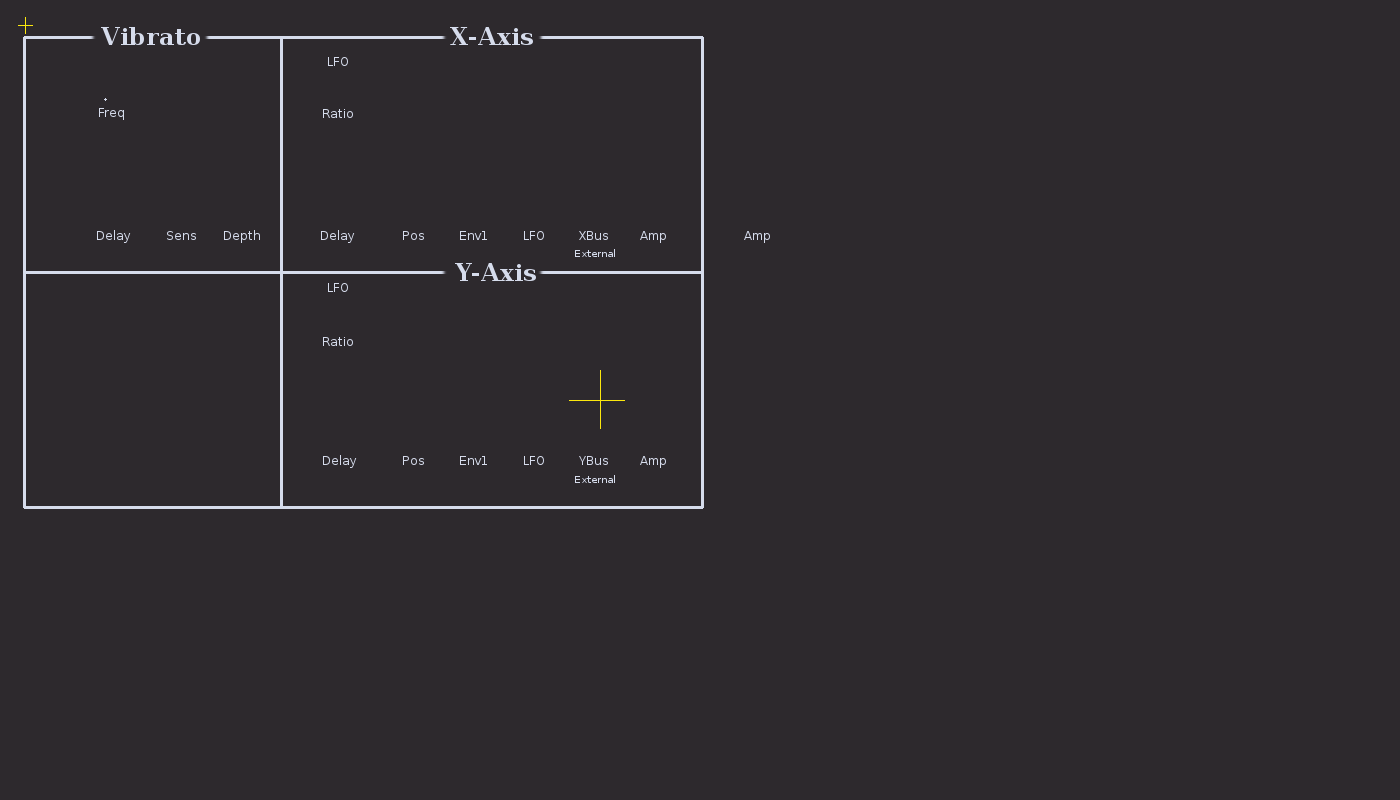 Vibrato X-Axis
LFO
Freq Ratio
Delay Sens Depth Delay Pos Env1 LFO XBus Amp Amp
External
Y-Axis
LFO
Ratio
Delay Pos Env1 LFO YBus Amp
External